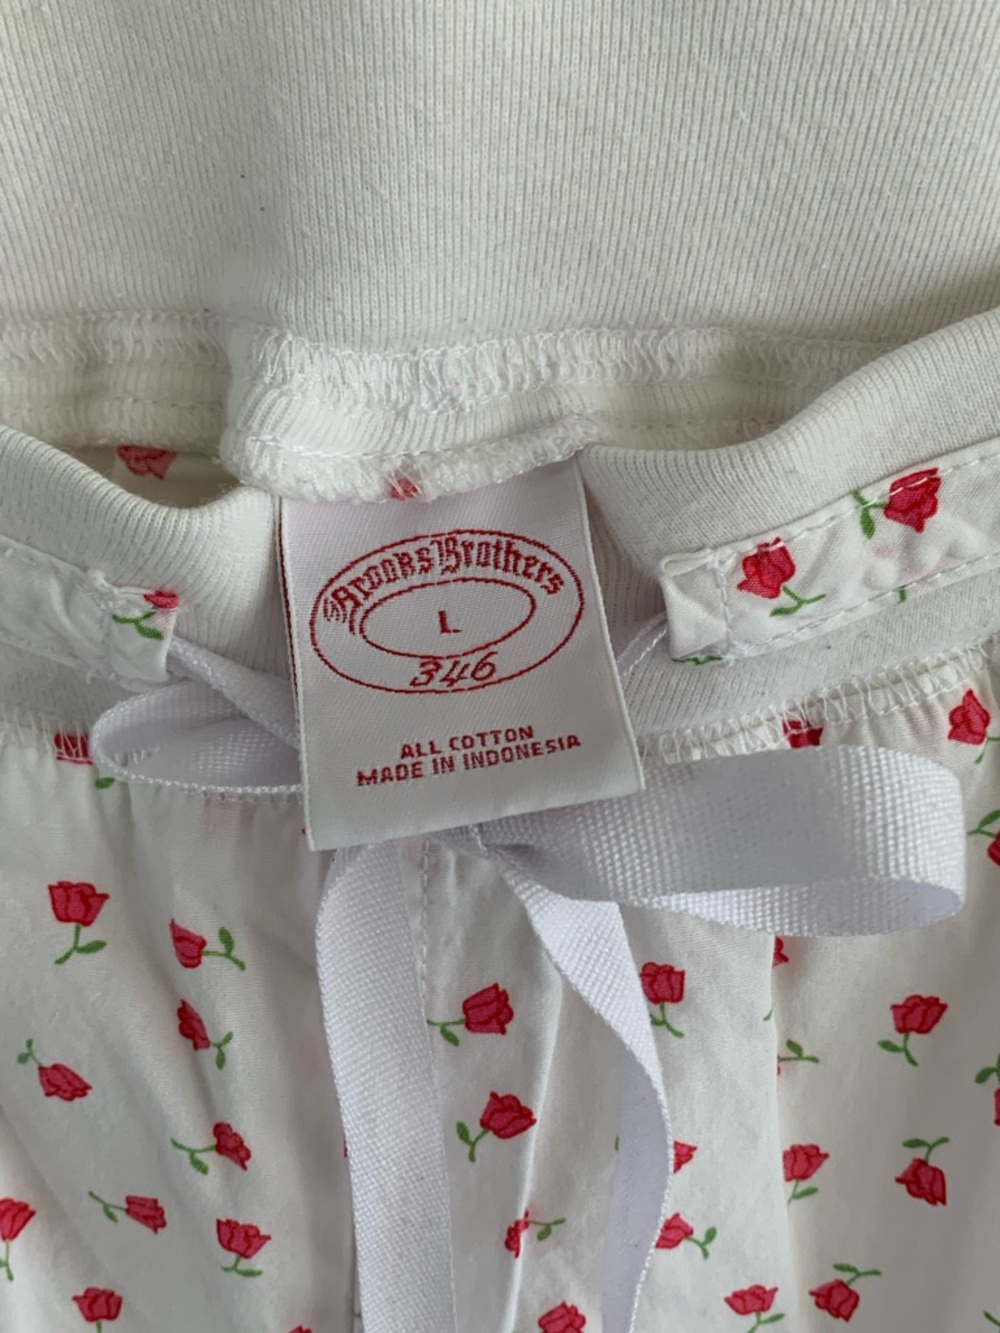 Brooks Brothers
L
346
ALL COTTON
MADE IN INDONESIA